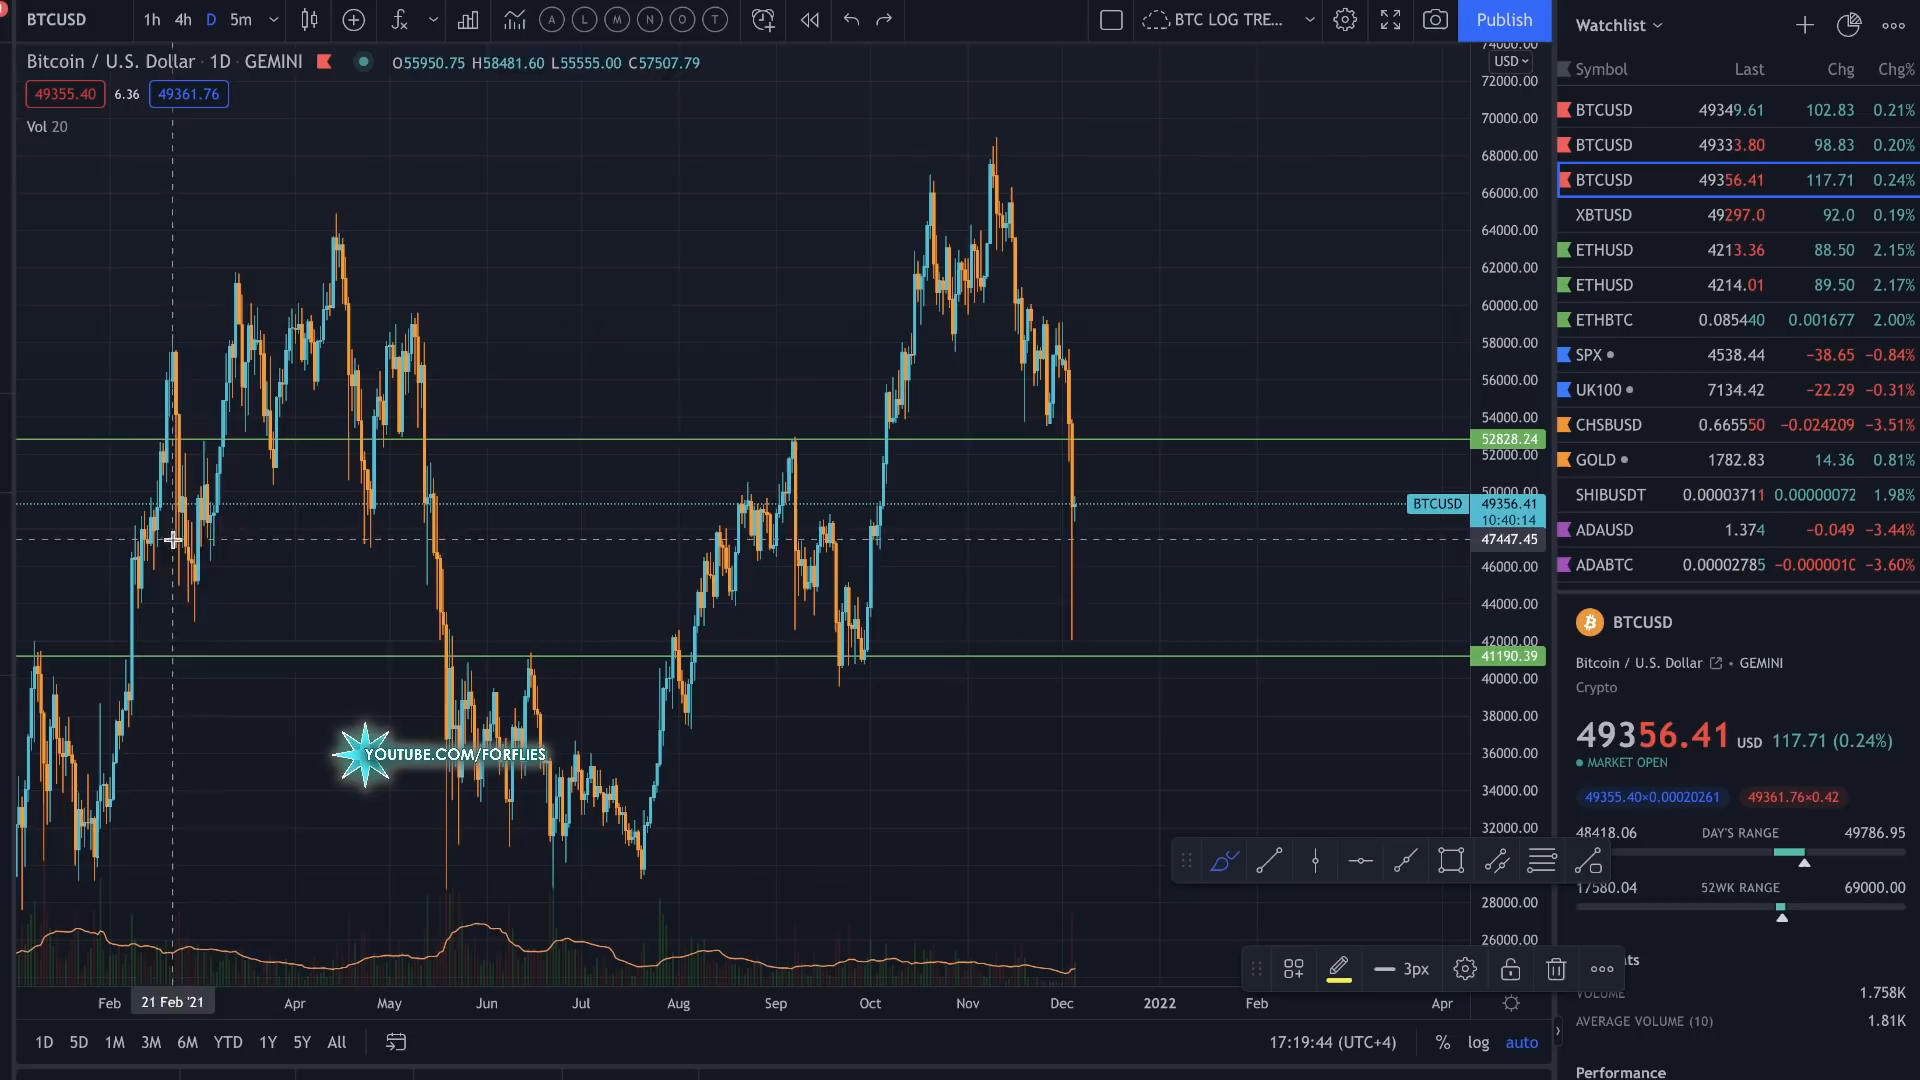 BTCUSD 1h 4h D 5m A L M N O T BTC LOG TRE... Publish
Bitcoin / U.S. Dollar · 1D · GEMINI O55950.75 H58481.60 L55555.00 C57507.79
49355.40 6.36 49361.76
Vol 20
74000.00
USD
72000.00
70000.00
68000.00
66000.00
64000.00
62000.00
60000.00
58000.00
56000.00
54000.00
52828.24
52000.00
50000.00
BTCUSD 49356.41
10:40:14
47447.45
46000.00
44000.00
42000.00
41190.39
40000.00
38000.00
36000.00
34000.00
32000.00
28000.00
26000.00
YOUTUBE.COM/FORFLIES
3px
Feb 21 Feb '21 Apr May Jun Jul Aug Sep Oct Nov Dec 2022 Feb Apr
1D 5D 1M 3M 6M YTD 1Y 5Y All 17:19:44 (UTC+4) % log auto
Watchlist
Symbol Last Chg Chg%
BTCUSD 49349.61 102.83 0.21%
BTCUSD 49333.80 98.83 0.20%
BTCUSD 49356.41 117.71 0.24%
XBTUSD 49297.0 92.0 0.19%
ETHUSD 4213.36 88.50 2.15%
ETHUSD 4214.01 89.50 2.17%
ETHBTC 0.085440 0.001677 2.00%
SPX 4538.44 −38.65 −0.84%
UK100 7134.42 −22.29 −0.31%
CHSBUSD 0.665550 −0.024209 −3.51%
GOLD 1782.83 14.36 0.81%
SHIBUSDT 0.00003711 0.00000072 1.98%
ADAUSD 1.374 −0.049 −3.44%
ADABTC 0.00002785 −0.0000010 −3.60%
BTCUSD
Bitcoin / U.S. Dollar • GEMINI
Crypto
49356.41 USD 117.71 (0.24%)
MARKET OPEN
49355.40×0.00020261 49361.76×0.42
48418.06 DAY'S RANGE 49786.95
17580.04 52WK RANGE 69000.00
VOLUME 1.758K
AVERAGE VOLUME (10) 1.81K
Performance